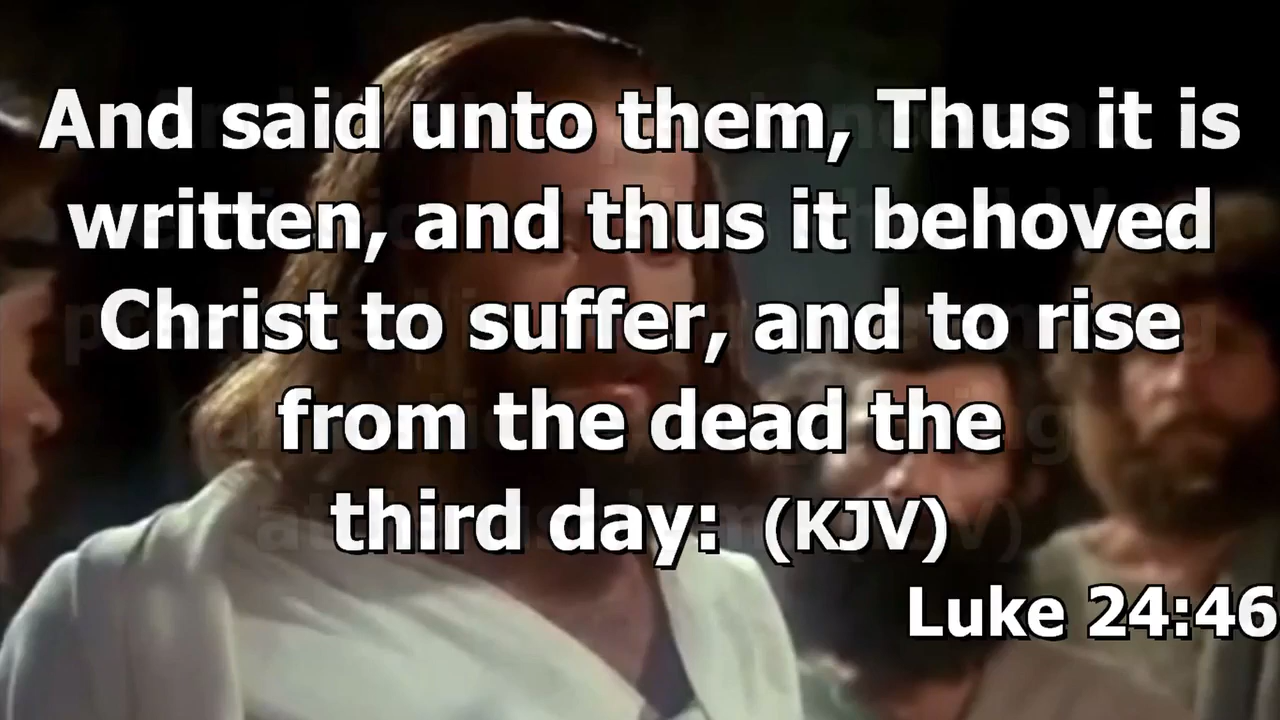 And said unto them, Thus it is
written, and thus it behoved
Christ to suffer, and to rise
from the dead the
third day: (KJV)
Luke 24:46